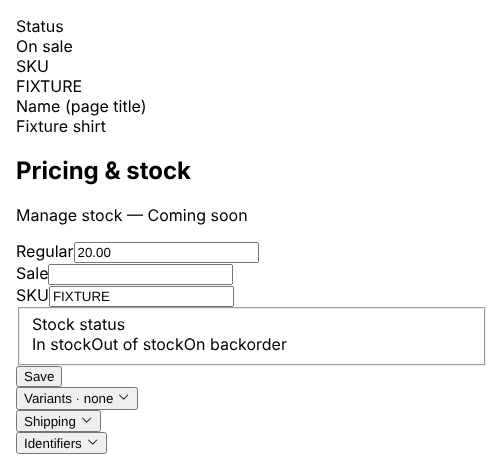 Status
On sale
SKU
FIXTURE
Name (page title)
Fixture shirt
Pricing & stock
Manage stock — Coming soon
Regular 20.00
Sale
SKU FIXTURE
Stock status
In stockOut of stockOn backorder
Save
Variants · none
Shipping
Identifiers